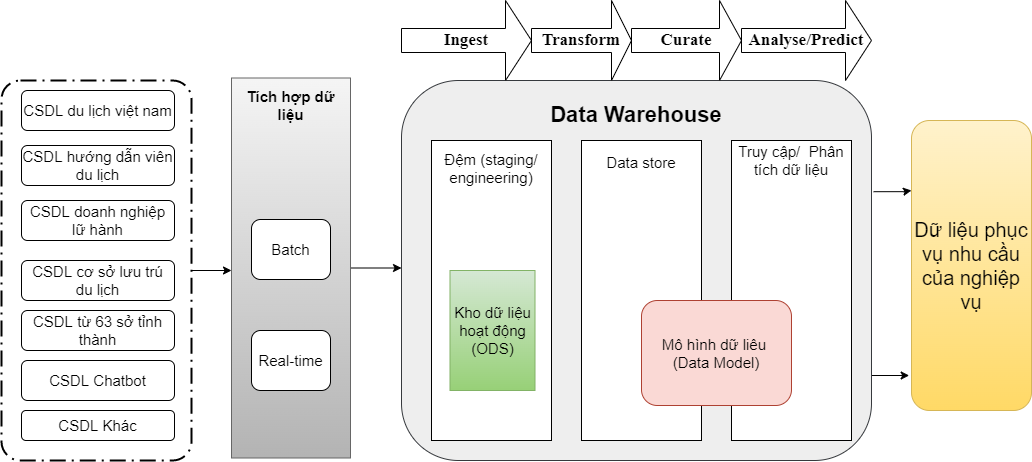 Ingest
Transform
Curate
Analyse/Predict
CSDL du lịch việt nam
CSDL hướng dẫn viên
du lịch
CSDL doanh nghiệp
lữ hành
CSDL cơ sở lưu trú
du lịch
CSDL từ 63 sở tỉnh
thành
CSDL Chatbot
CSDL Khác
Tích hợp dữ
liệu
Batch
Real-time
Data Warehouse
Đệm (staging/
engineering)
Kho dữ liệu
hoạt động
(ODS)
Data store
Truy cập/ Phân
tích dữ liệu
Mô hình dữ liêu
(Data Model)
Dữ liệu phục
vụ nhu cầu
của nghiệp
vụ